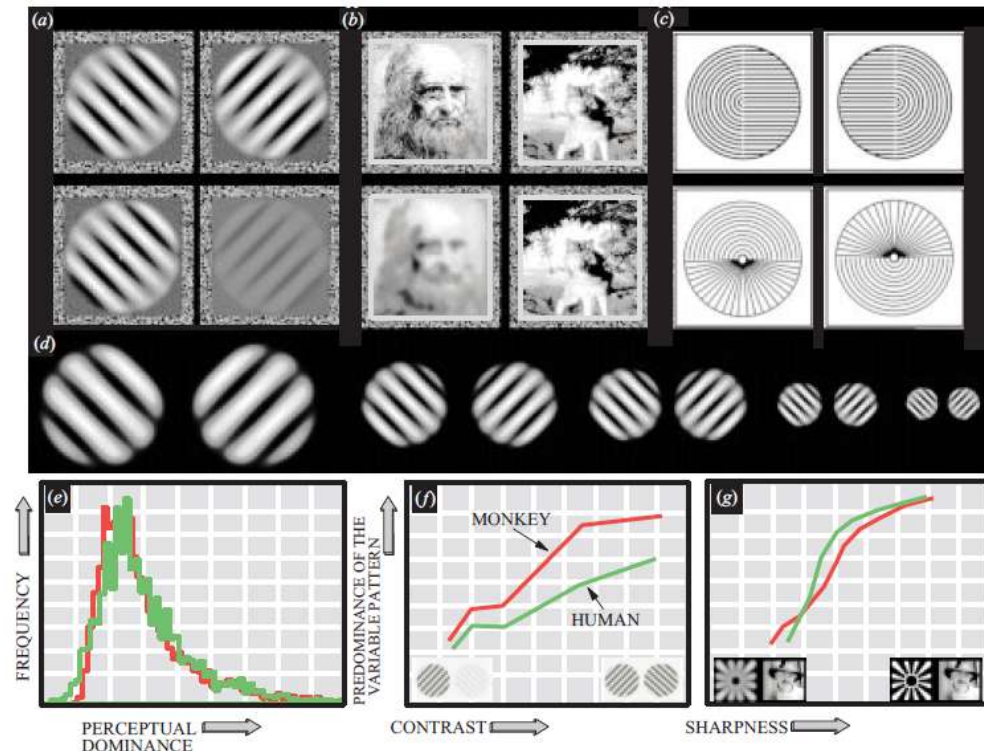 (a)
(b)
(c)
(d)
(e)
(f)
(g)
FREQUENCY
PREDOMINANCE OF THE
VARIABLE PATTERN
MONKEY
HUMAN
PERCEPTUAL
DOMINANCE
CONTRAST
SHARPNESS